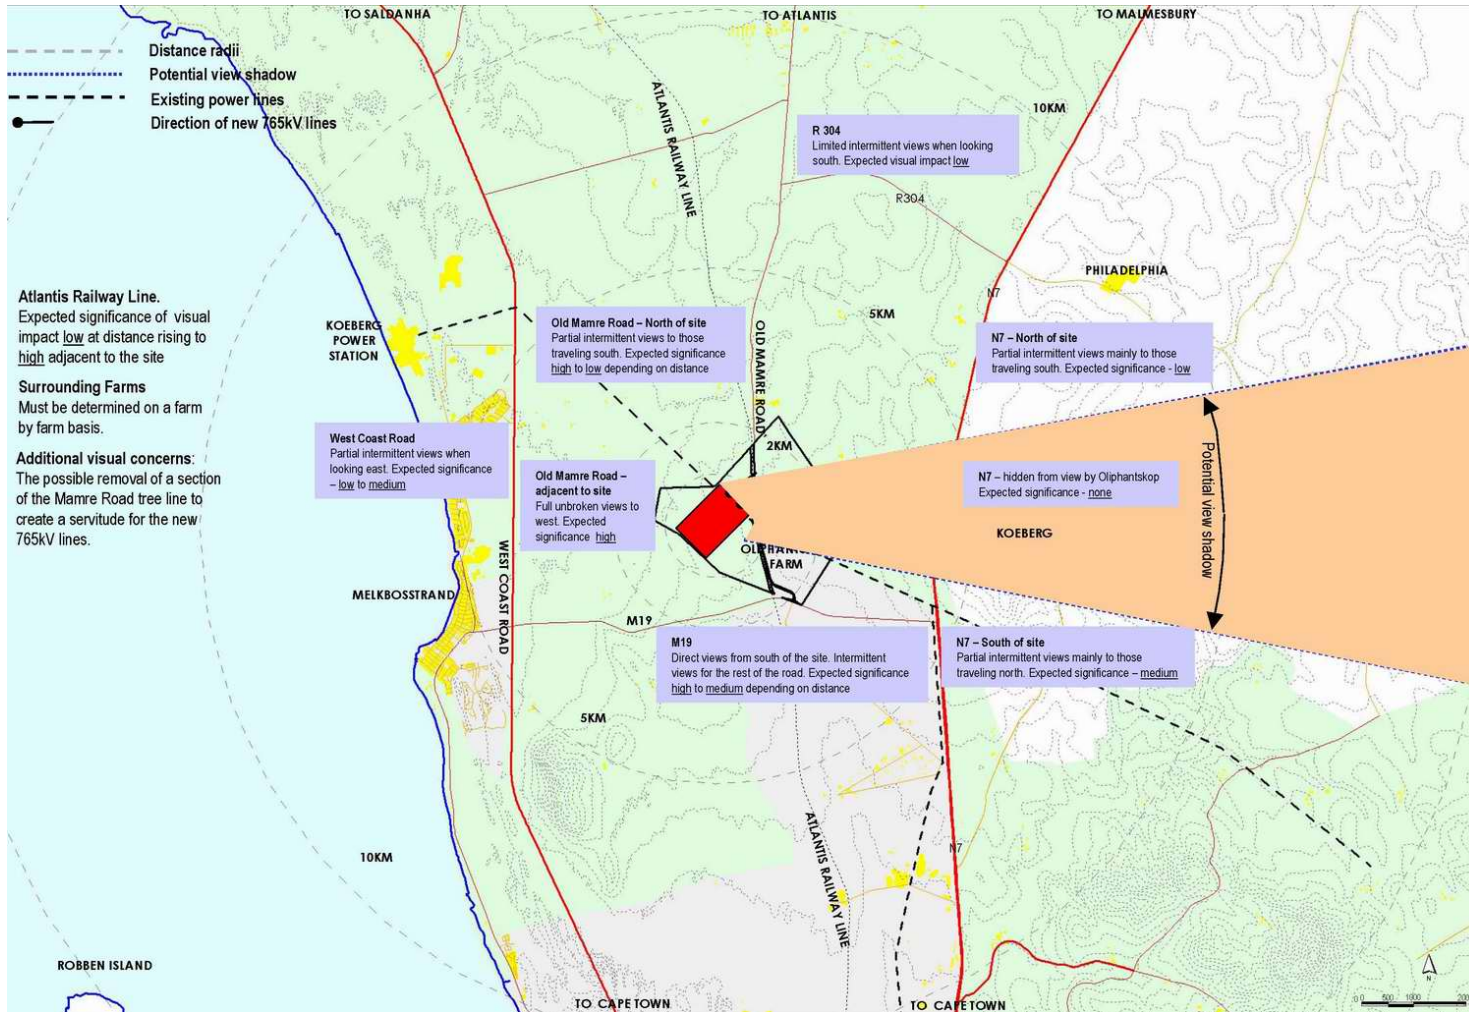 TO SALDANHA
TO ATLANTIS
TO MALMESBURY
Distance radii
Potential view shadow
Existing power lines
Direction of new 765kV lines
ATLANTIS RAILWAY LINE
10KM
R 304
Limited intermittent views when looking
south. Expected visual impact low
R304
PHILADELPHIA
N7
5KM
Atlantis Railway Line.
Expected significance of visual
impact low at distance rising to
high adjacent to the site
Surrounding Farms
Must be determined on a farm
by farm basis.
Additional visual concerns:
The possible removal of a section
of the Mamre Road tree line to
create a servitude for the new
765kV lines.
KOEBERG
POWER
STATION
Old Mamre Road – North of site
Partial intermittent views to those
traveling south. Expected significance
high to low depending on distance
OLD MAMRE ROAD
N7 – North of site
Partial intermittent views mainly to those
traveling south. Expected significance - low
West Coast Road
Partial intermittent views when
looking east. Expected significance
– low to medium
2KM
Old Mamre Road –
adjacent to site
Full unbroken views to
west. Expected
significance high
N7 – hidden from view by Oliphantskop
Expected significance - none
KOEBERG
Potential view shadow
FARM
WEST COAST ROAD
MELKBOSSTRAND
M19
M19
Direct views from south of the site. Intermittent
views for the rest of the road. Expected significance
high to medium depending on distance
N7 – South of site
Partial intermittent views mainly to those
traveling north. Expected significance – medium
5KM
ATLANTIS RAILWAY LINE
N7
10KM
ROBBEN ISLAND
TO CAPE TOWN
TO CAPE TOWN
N
0 500 1000